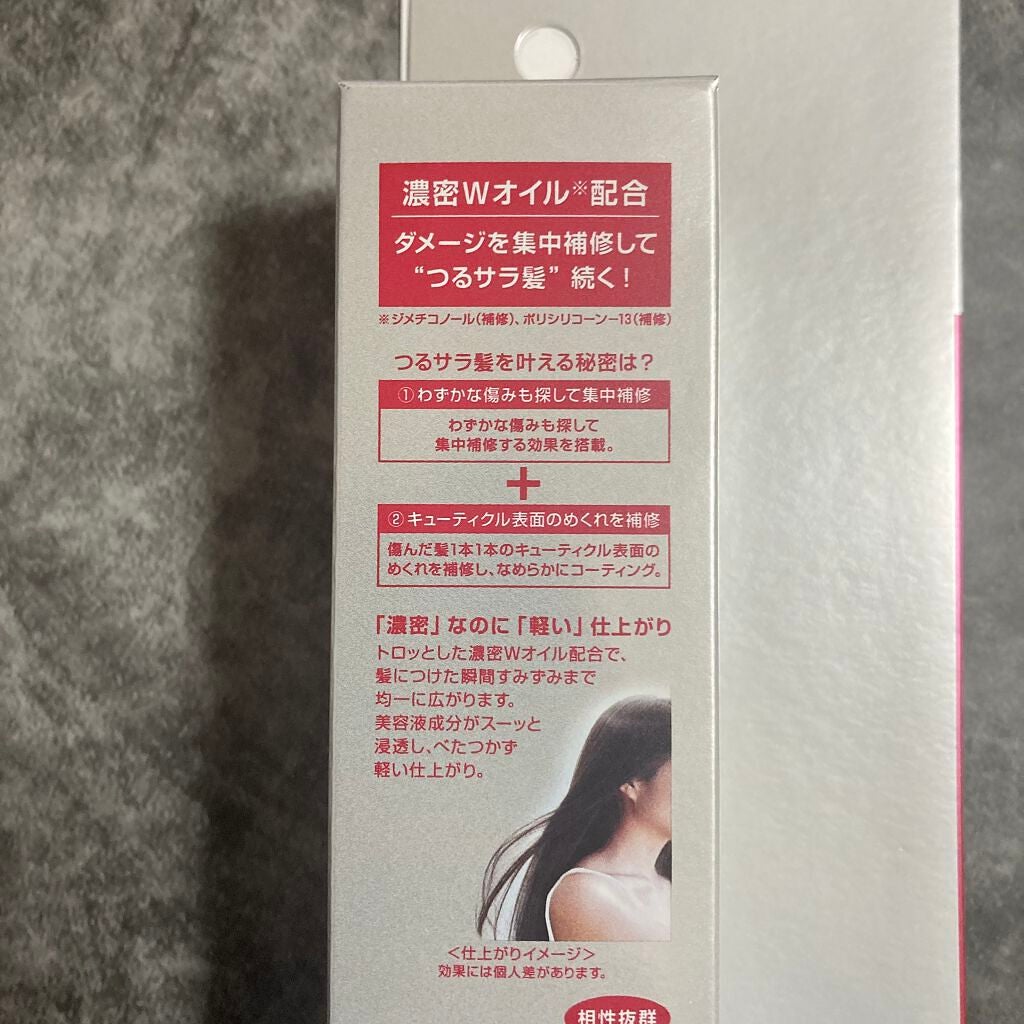 濃密Wオイル※配合
ダメージを集中補修して
“つるサラ髪”続く!
※ジメチコノール(補修)、ポリシリコーン−13(補修)
つるサラ髪を叶える秘密は?
①わずかな傷みも探して集中補修
わずかな傷みも探して
集中補修する効果を搭載。
+
②キューティクル表面のめくれを補修
傷んだ髪1本1本のキューティクル表面の
めくれを補修し、なめらかにコーティング。
「濃密」なのに「軽い」仕上がり
トロッとした濃密Wオイル配合で、
髪につけた瞬間すみずみまで
均一に広がります。
美容液成分がスーッと
浸透し、べたつかず
軽い仕上がり。
<仕上がりイメージ>
効果には個人差があります。
相性抜群